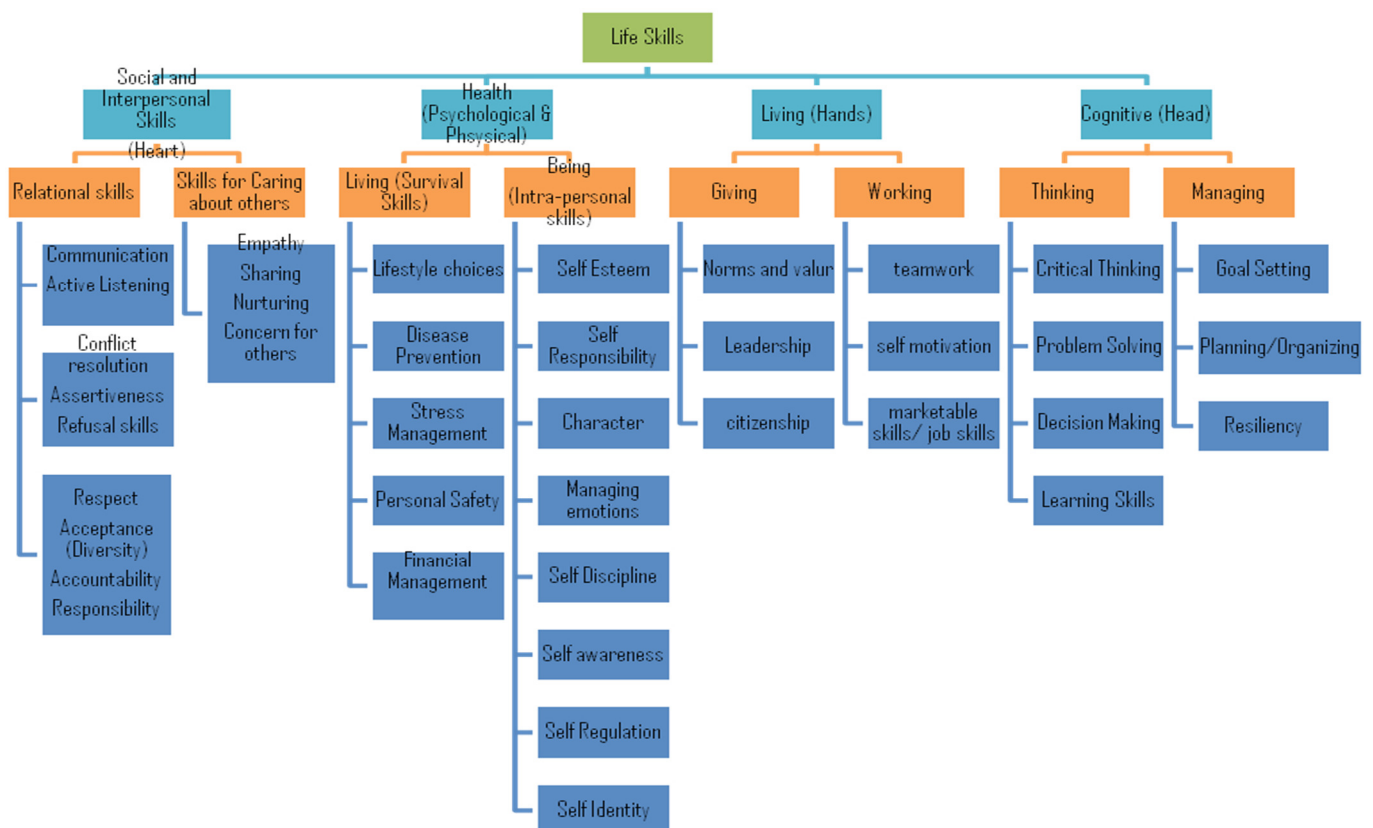 Life Skills
Social and
Interpersonal
Skills
(Heart)
Health
(Psychological &
Phsysical)
Living (Hands)
Cognitive (Head)
Relational skills
Skills for Caring
about others
Living (Survival
Skills)
Being
(Intra-personal
skills)
Giving
Working
Thinking
Managing
Communication
Active Listening
Conflict
resolution
Assertiveness
Refusal skills
Respect
Acceptance
(Diversity)
Accountability
Responsibility
Empathy
Sharing
Nurturing
Concern for
others
Lifestyle choices
Disease
Prevention
Stress
Management
Personal Safety
Financial
Management
Self Esteem
Self
Responsibility
Character
Managing
emotions
Self Discipline
Self awareness
Self Regulation
Self Identity
Norms and valur
Leadership
citizenship
teamwork
self motivation
marketable
skills/ job skills
Critical Thinking
Problem Solving
Decision Making
Learning Skills
Goal Setting
Planning/Organizing
Resiliency